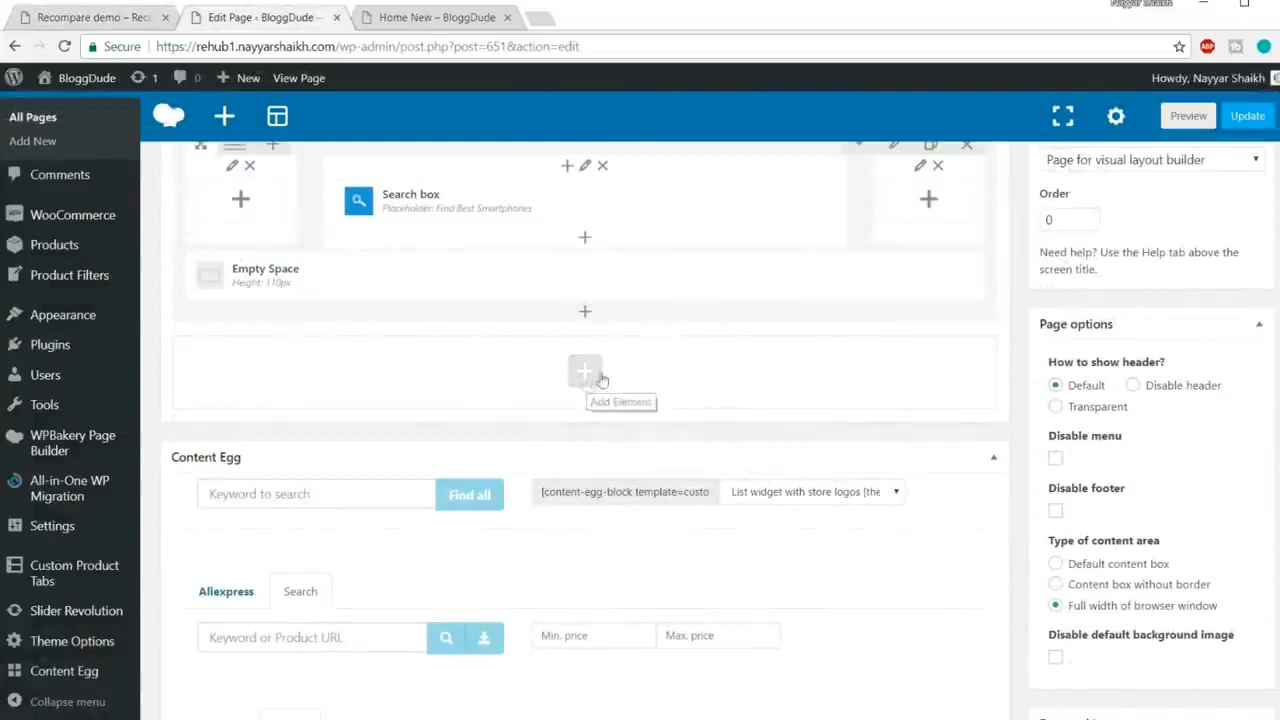 Nayyar Shaikh
Recompare demo – Reco
Edit Page ‹ BloggDude –
Home New – BloggDude
Secure
https://rehub1.nayyarshaikh.com/wp-admin/post.php?post=651&action=edit
ABP
BloggDude
1
0
New
View Page
Howdy, Nayyar Shaikh
All Pages
Add New
Comments
WooCommerce
Products
Product Filters
Appearance
Plugins
Users
Tools
WPBakery Page
Builder
All-in-One WP
Migration
Settings
Custom Product
Tabs
Slider Revolution
Theme Options
Content Egg
Collapse menu
Preview
Update
Search box
Placeholder: Find Best Smartphones
Empty Space
Height: 110px
Add Element
Content Egg
Keyword to search
Find all
[content-egg-block template=custo
List widget with store logos [the
Aliexpress
Search
Keyword or Product URL
Min. price
Max. price
Page for visual layout builder
Order
0
Need help? Use the Help tab above the
screen title.
Page options
How to show header?
Default
Disable header
Transparent
Disable menu
Disable footer
Type of content area
Default content box
Content box without border
Full width of browser window
Disable default background image